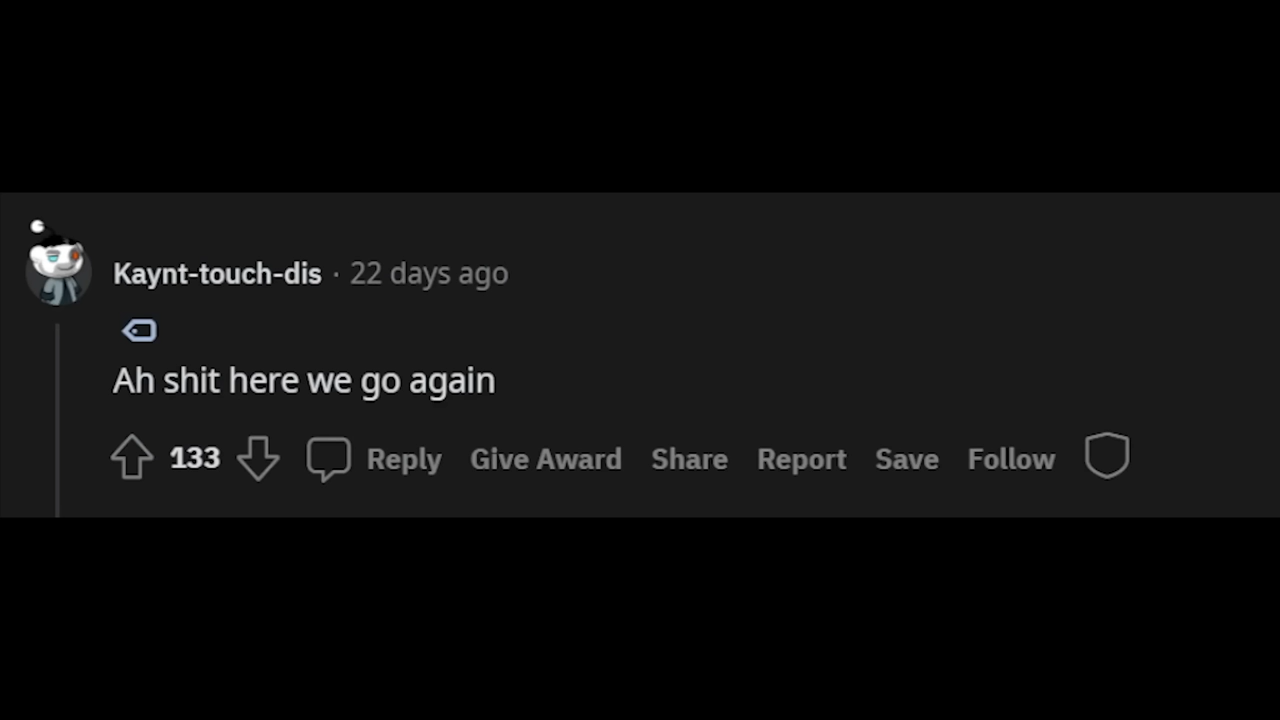 Kaynt-touch-dis · 22 days ago
Ah shit here we go again
133 Reply Give Award Share Report Save Follow